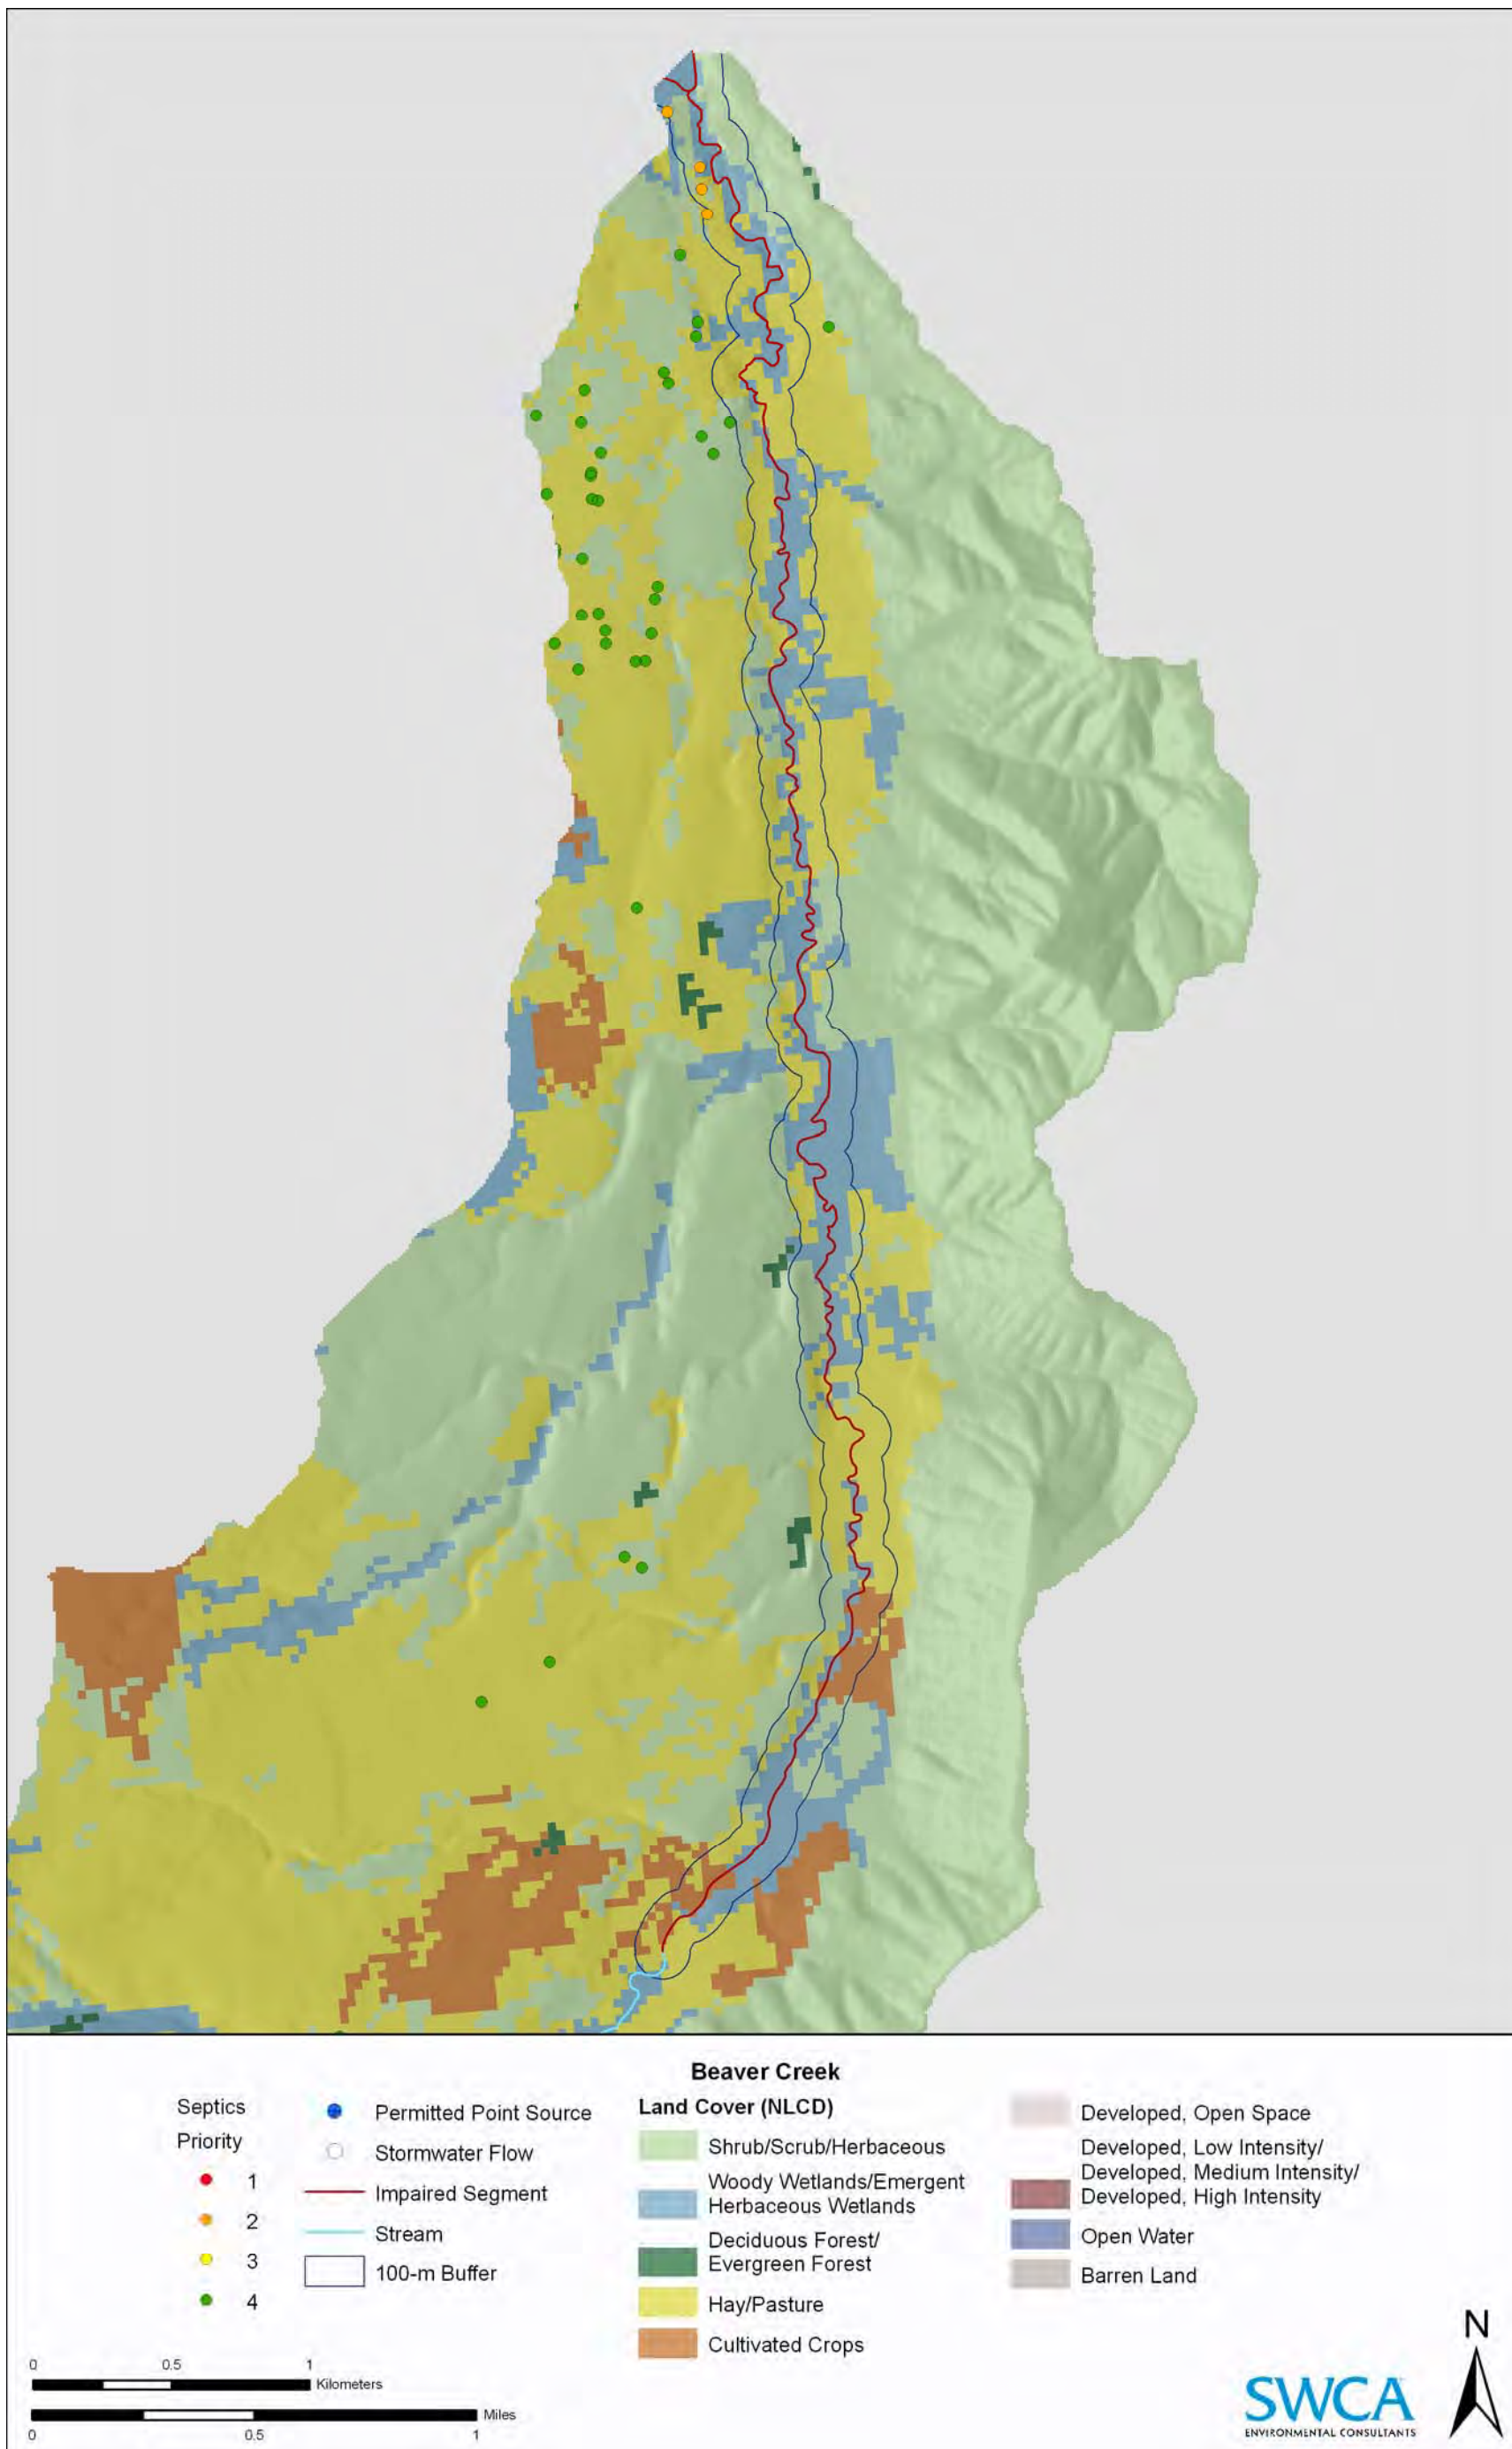 Beaver Creek
Septics
Priority
1
2
3
4
Permitted Point Source
Stormwater Flow
Impaired Segment
Stream
100-m Buffer
Land Cover (NLCD)
Shrub/Scrub/Herbaceous
Woody Wetlands/Emergent
Herbaceous Wetlands
Deciduous Forest/
Evergreen Forest
Hay/Pasture
Cultivated Crops
Developed, Open Space
Developed, Low Intensity/
Developed, Medium Intensity/
Developed, High Intensity
Open Water
Barren Land
0 0.5 1
Kilometers
Miles
0 0.5 1
SWCA
ENVIRONMENTAL CONSULTANTS
N